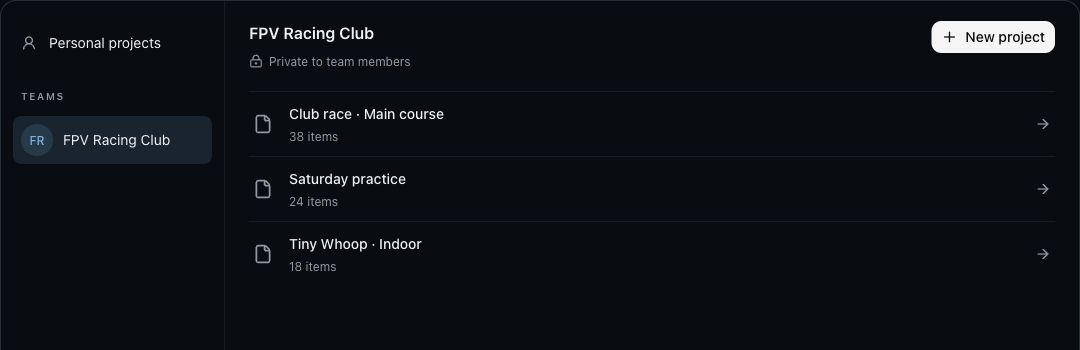 Personal projects
TEAMS
FR
FPV Racing Club
FPV Racing Club
Private to team members
New project
Club race · Main course
38 items
Saturday practice
24 items
Tiny Whoop · Indoor
18 items